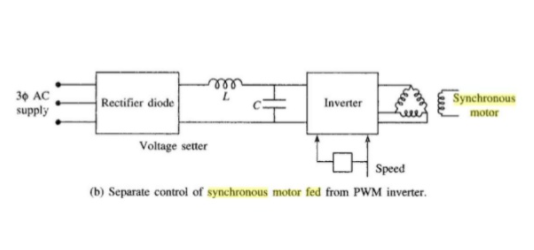 3ϕ AC
supply
Rectifier diode
L
C
Inverter
Synchronous
motor
Voltage setter
Speed
(b) Separate control of synchronous motor fed from PWM inverter.